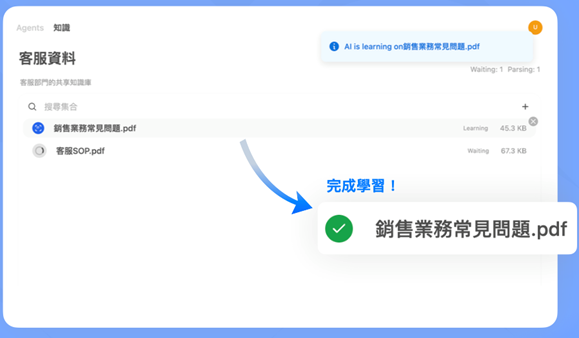 Agents 知識
U
AI is learning on銷售業務常見問題.pdf
客服資料
Waiting: 1 Parsing: 1
客服部門的共享知識庫
搜尋集合
銷售業務常見問題.pdf Learning 45.3 KB
客服SOP.pdf Waiting 67.3 KB
完成學習！
銷售業務常見問題.pdf